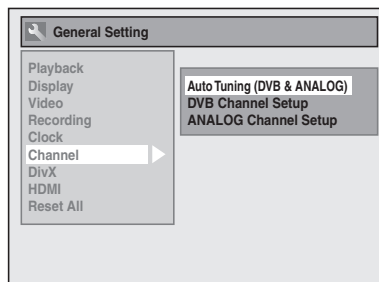 General Setting
Playback
Display
Video
Recording
Clock
Channel
DivX
HDMI
Reset All
Auto Tuning (DVB & ANALOG)
DVB Channel Setup
ANALOG Channel Setup